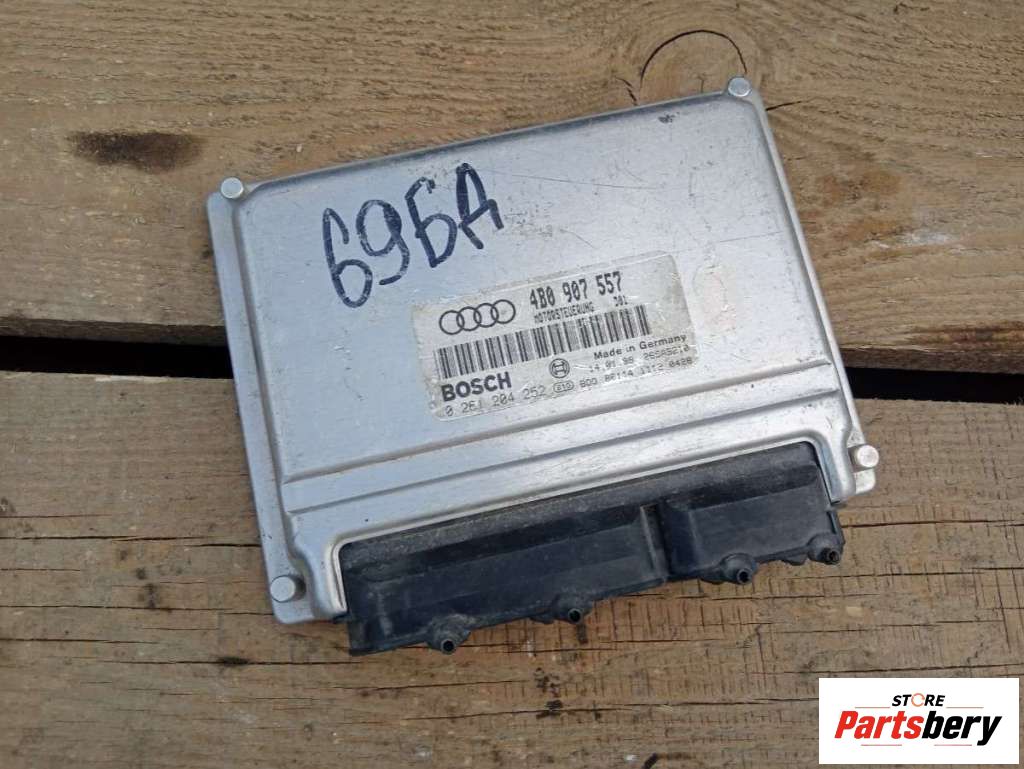 69БА
4B0 907 557
MOTORSTEUERUNG
Made in Germany
BOSCH
0 261 204 252
STORE
Partsbery